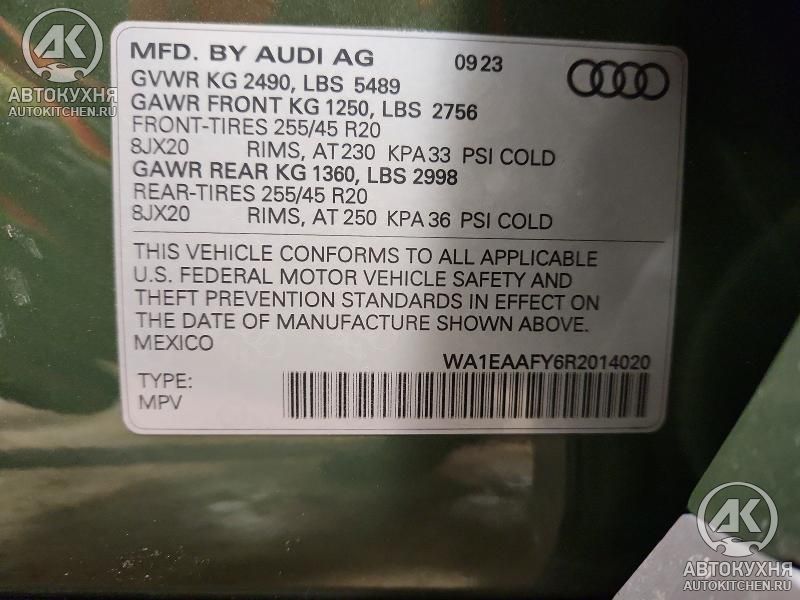 АК
АВТОКУХНЯ
AUTOKITCHEN.RU
MFD. BY AUDI AG 09 23
GVWR KG 2490, LBS 5489
GAWR FRONT KG 1250, LBS 2756
FRONT-TIRES 255/45 R20
8JX20 RIMS, AT 230 KPA 33 PSI COLD
GAWR REAR KG 1360, LBS 2998
REAR-TIRES 255/45 R20
8JX20 RIMS, AT 250 KPA 36 PSI COLD
THIS VEHICLE CONFORMS TO ALL APPLICABLE
U.S. FEDERAL MOTOR VEHICLE SAFETY AND
THEFT PREVENTION STANDARDS IN EFFECT ON
THE DATE OF MANUFACTURE SHOWN ABOVE.
MEXICO
WA1EAAFY6R2014020
TYPE:
MPV
АК
АВТОКУХНЯ
AUTOKITCHEN.RU